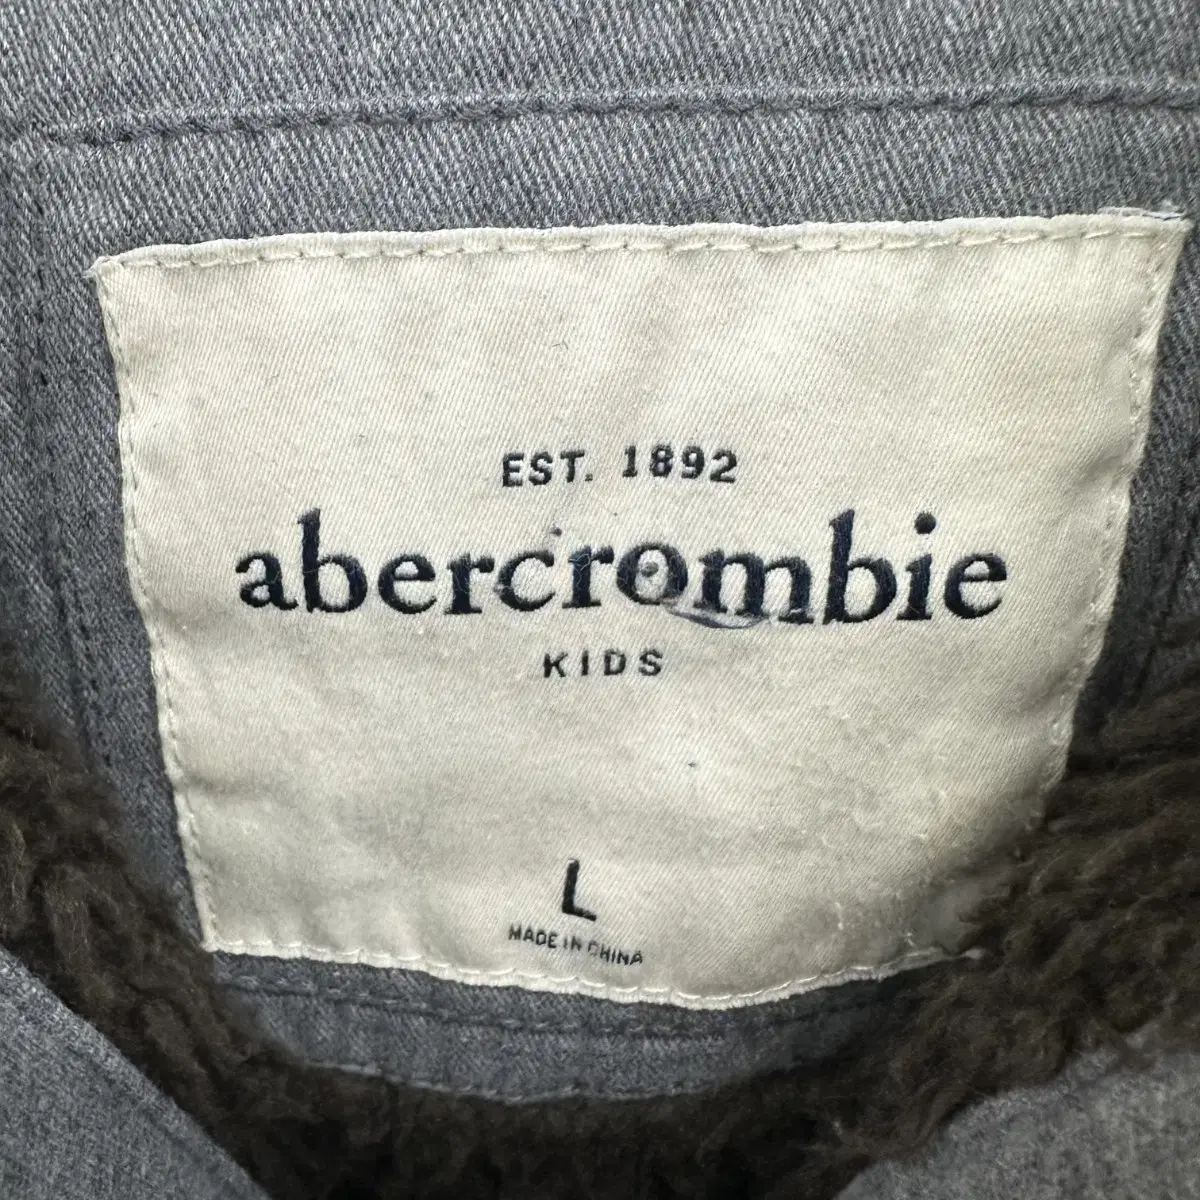 EST. 1892
abercrombie
KIDS
L
MADE IN CHINA